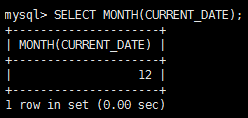 mysql> SELECT MONTH(CURRENT_DATE);
+---------------------+
| MONTH(CURRENT_DATE) |
+---------------------+
|                  12 |
+---------------------+
1 row in set (0.00 sec)